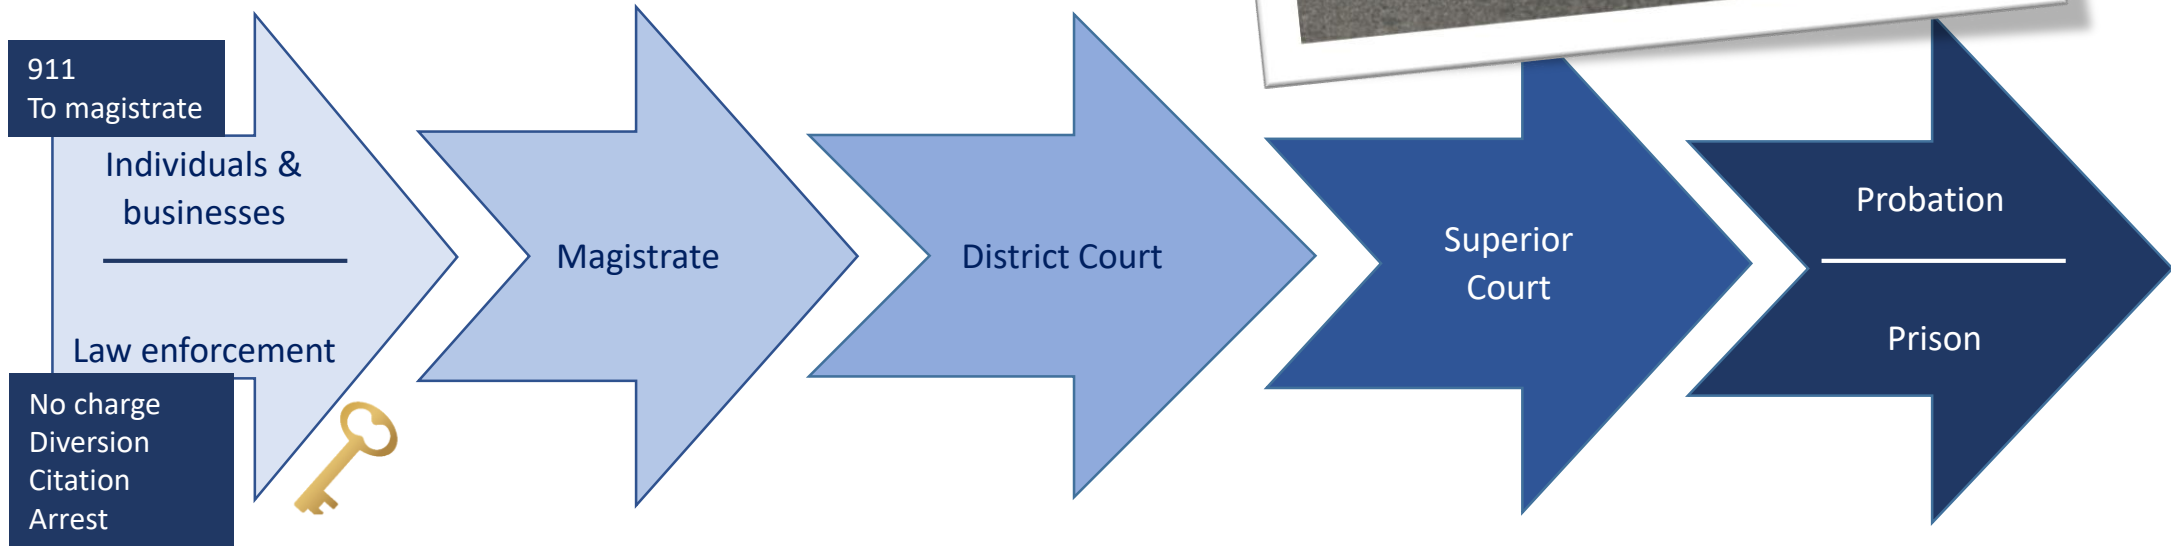 911
To magistrate
Individuals &
businesses
Law enforcement
No charge
Diversion
Citation
Arrest
Magistrate
District Court
Superior
Court
Probation
Prison